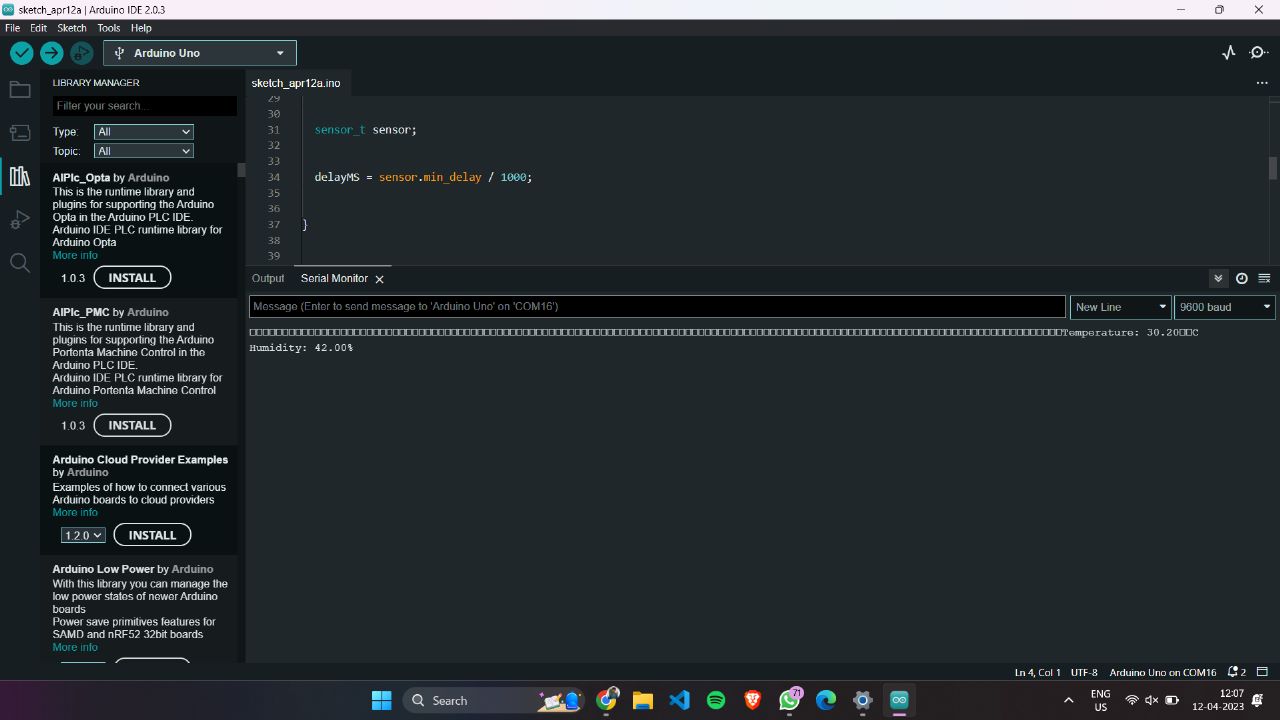 sketch_apr12a | Arduino IDE 2.0.3
File Edit Sketch Tools Help
Arduino Uno
LIBRARY MANAGER
Filter your search...
Type: All
Topic: All
AIPlc_Opta by Arduino
This is the runtime library and
plugins for supporting the Arduino
Opta in the Arduino PLC IDE.
Arduino IDE PLC runtime library for
Arduino Opta
More info
1.0.3 INSTALL
AIPlc_PMC by Arduino
This is the runtime library and
plugins for supporting the Arduino
Portenta Machine Control in the
Arduino PLC IDE.
Arduino IDE PLC runtime library for
Arduino Portenta Machine Control
More info
1.0.3 INSTALL
Arduino Cloud Provider Examples
by Arduino
Examples of how to connect various
Arduino boards to cloud providers
More info
1.2.0 INSTALL
Arduino Low Power by Arduino
With this library you can manage the
low power states of newer Arduino
boards
Power save primitives features for
SAMD and nRF52 32bit boards
More info
sketch_apr12a.ino
29
30
31 sensor_t sensor;
32
33
34 delayMS = sensor.min_delay / 1000;
35
36
37 }
38
39
Output Serial Monitor
Message (Enter to send message to 'Arduino Uno' on 'COM16') New Line 9600 baud
Temperature: 30.20□□C
Humidity: 42.00%
Ln 4, Col 1 UTF-8 Arduino Uno on COM16 2
Search
71
ENG
US
12:07
12-04-2023